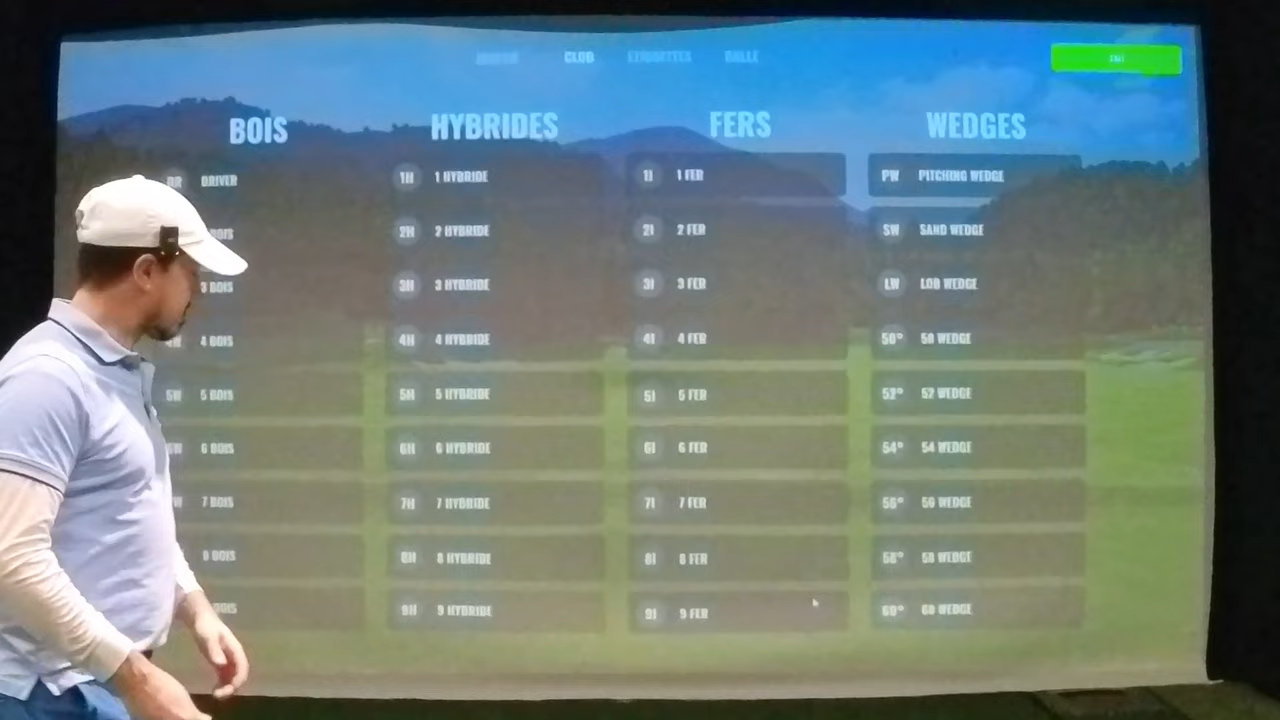 CLUB
EXIT
BOIS
HYBRIDES
FERS
WEDGES
DR DRIVER
1H 1 HYBRIDE
1I 1 FER
PW PITCHING WEDGE
BOIS
2H 2 HYBRIDE
2I 2 FER
SW SAND WEDGE
3 BOIS
3H 3 HYBRIDE
3I 3 FER
LW LOB WEDGE
4 BOIS
4H 4 HYBRIDE
4I 4 FER
50° 50 WEDGE
5W 5 BOIS
5H 5 HYBRIDE
5I 5 FER
52° 52 WEDGE
6 BOIS
6H 6 HYBRIDE
6I 6 FER
54° 54 WEDGE
7 BOIS
7H 7 HYBRIDE
7I 7 FER
56° 56 WEDGE
8 BOIS
8H 8 HYBRIDE
8I 8 FER
58° 58 WEDGE
BOIS
9H 9 HYBRIDE
9I 9 FER
60° 60 WEDGE